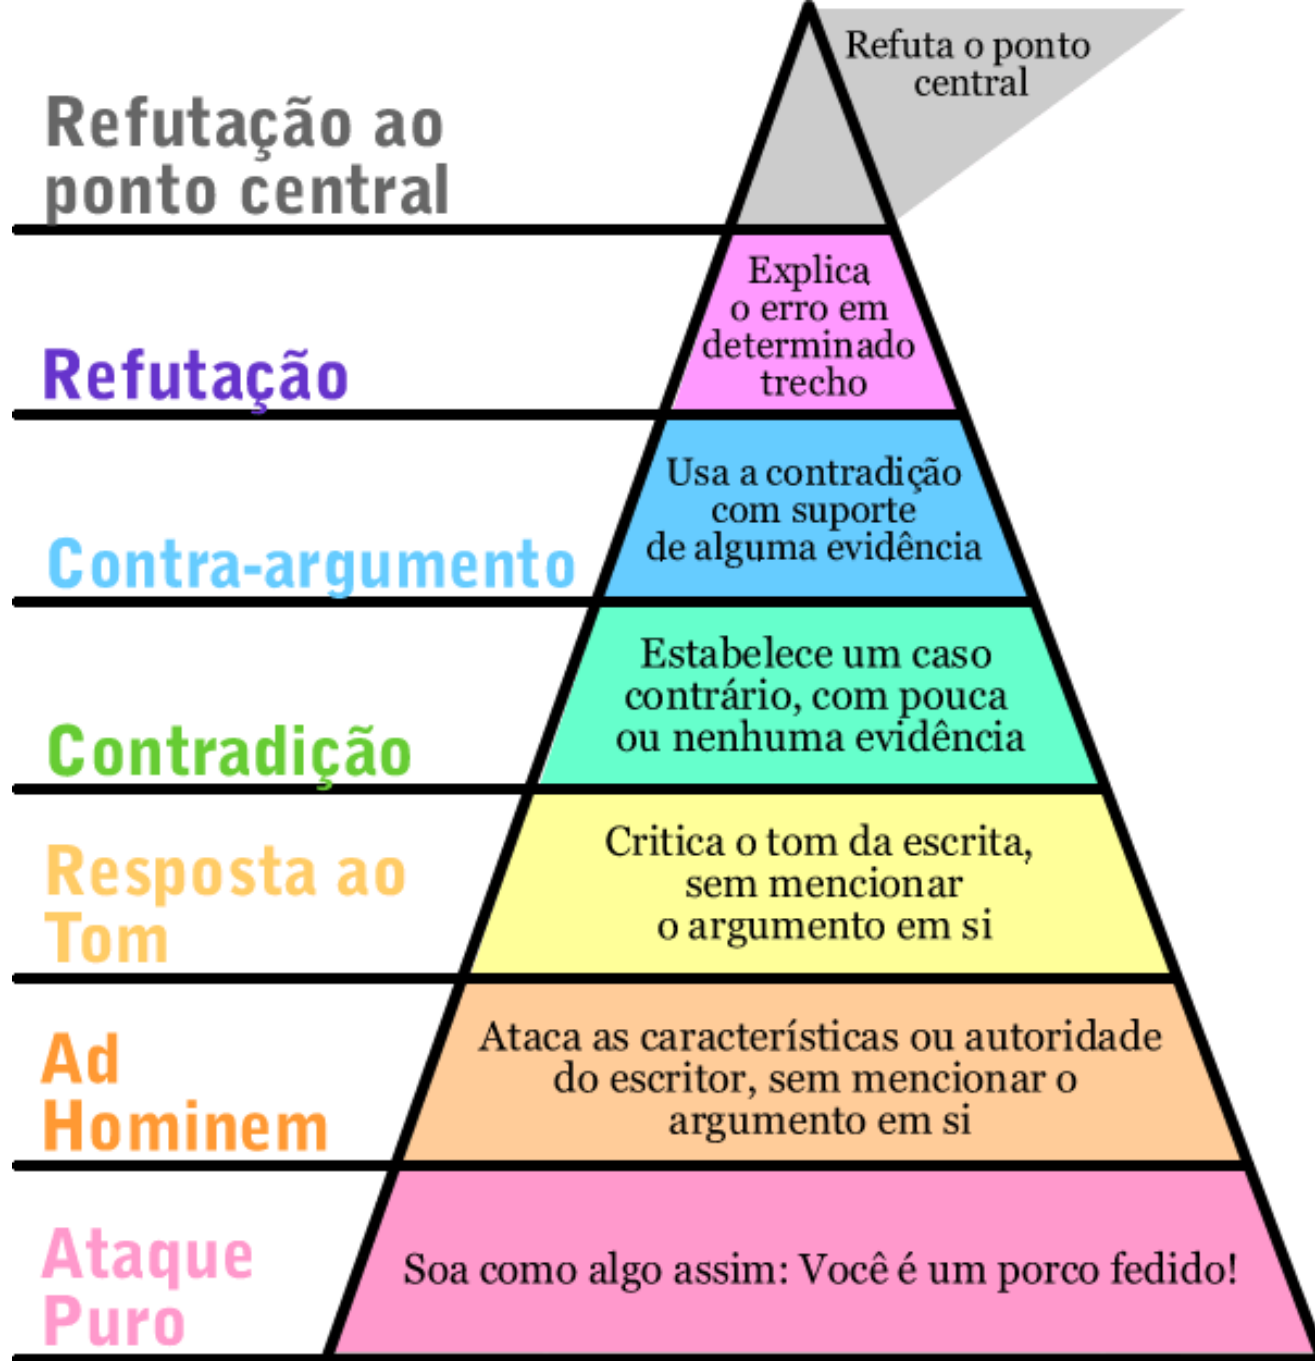 Refuta o ponto
central
Refutação ao
ponto central
Explica
o erro em
determinado
trecho
Refutação
Usa a contradição
com suporte
de alguma evidência
Contra-argumento
Estabelece um caso
contrário, com pouca
ou nenhuma evidência
Contradição
Critica o tom da escrita,
sem mencionar
o argumento em si
Resposta ao
Tom
Ataca as características ou autoridade
do escritor, sem mencionar o
argumento em si
Ad
Hominem
Soa como algo assim: Você é um porco fedido!
Ataque
Puro